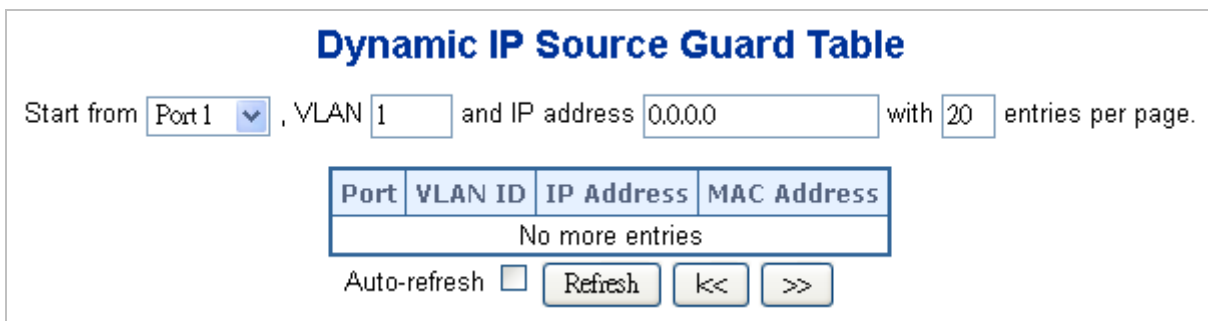 Dynamic IP Source Guard Table
Start from Port 1 , VLAN 1 and IP address 0.0.0.0 with 20 entries per page.
Port VLAN ID IP Address MAC Address
No more entries
Auto-refresh Refresh |<< >>